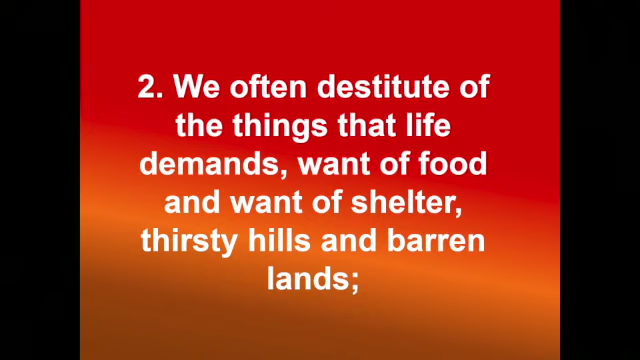 2. We often destitute of
the things that life
demands, want of food
and want of shelter,
thirsty hills and barren
lands;